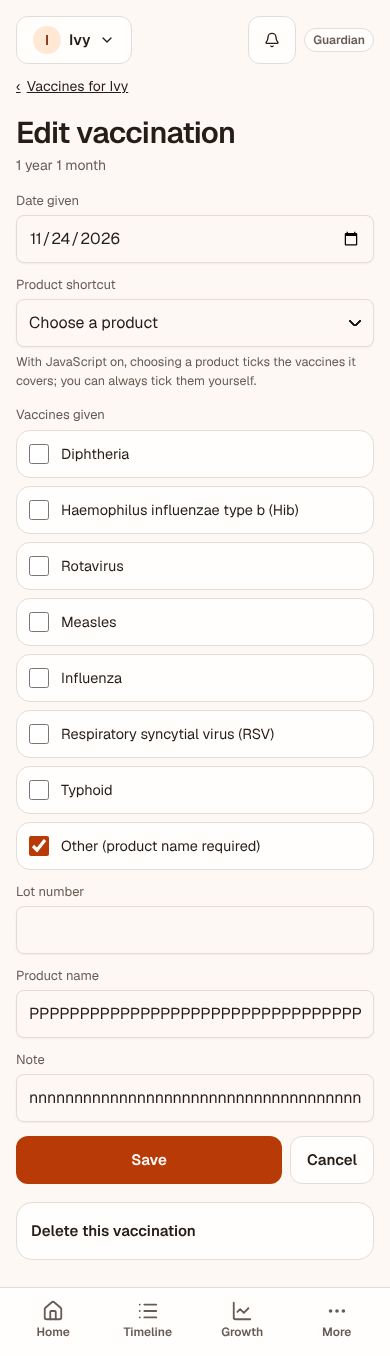 I Ivy Guardian
‹ Vaccines for Ivy
Edit vaccination
1 year 1 month
Date given
11/24/2026
Product shortcut
Choose a product
With JavaScript on, choosing a product ticks the vaccines it
covers; you can always tick them yourself.
Vaccines given
Diphtheria
Haemophilus influenzae type b (Hib)
Rotavirus
Measles
Influenza
Respiratory syncytial virus (RSV)
Typhoid
Other (product name required)
Lot number
Product name
PPPPPPPPPPPPPPPPPPPPPPPPPPPPPPPPP
Note
nnnnnnnnnnnnnnnnnnnnnnnnnnnnnnnnnnnnn
Save Cancel
Delete this vaccination
Home Timeline Growth More